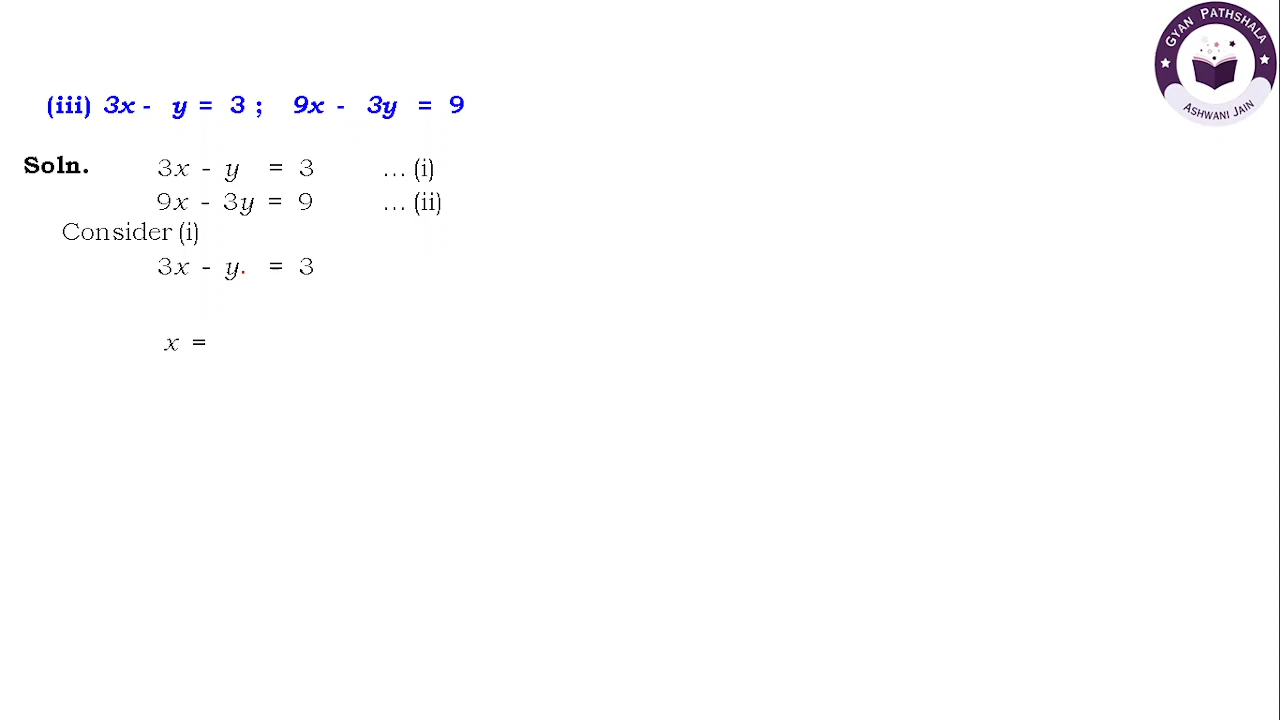 GYAN PATHSHALA
ASHWANI JAIN
(iii) 3x - y = 3 ; 9x - 3y = 9
Soln. 3x - y = 3 ... (i)
9x - 3y = 9 ... (ii)
Consider (i)
3x - y. = 3
x =